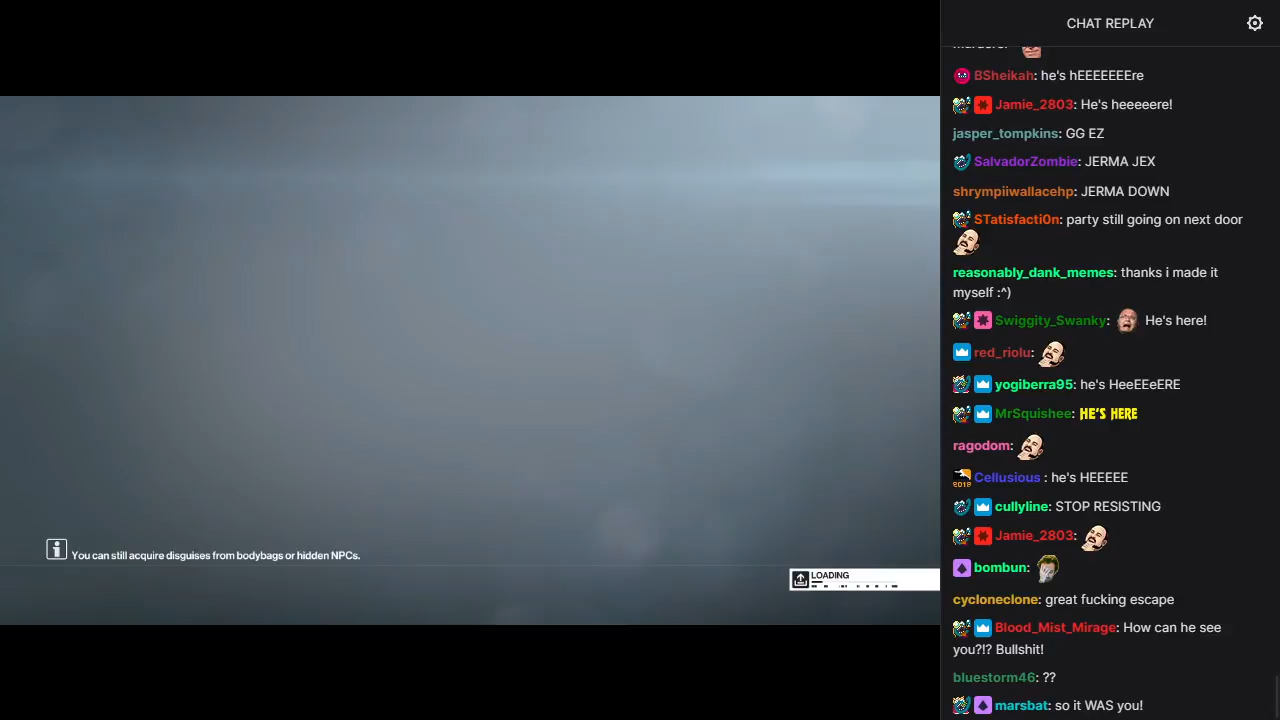 CHAT REPLAY
BSheikah: he's hEEEEEEEre
Jamie_2803: He's heeeeere!
jasper_tompkins: GG EZ
SalvadorZombie: JERMA JEX
shrympiiwallacehp: JERMA DOWN
STatisfacti0n: party still going on next door
reasonably_dank_memes: thanks i made it
myself :^)
Swiggity_Swanky: He's here!
red_riolu:
yogiberra95: he's HeeEEeERE
MrSquishee: HE'S HERE
ragodom:
2018 Cellusious : he's HEEEEE
cullyline: STOP RESISTING
Jamie_2803:
bombun:
cycloneclone: great fucking escape
Blood_Mist_Mirage: How can he see
you?!? Bullshit!
bluestorm46: ??
marsbat: so it WAS you!
You can still acquire disguises from bodybags or hidden NPCs.
LOADING